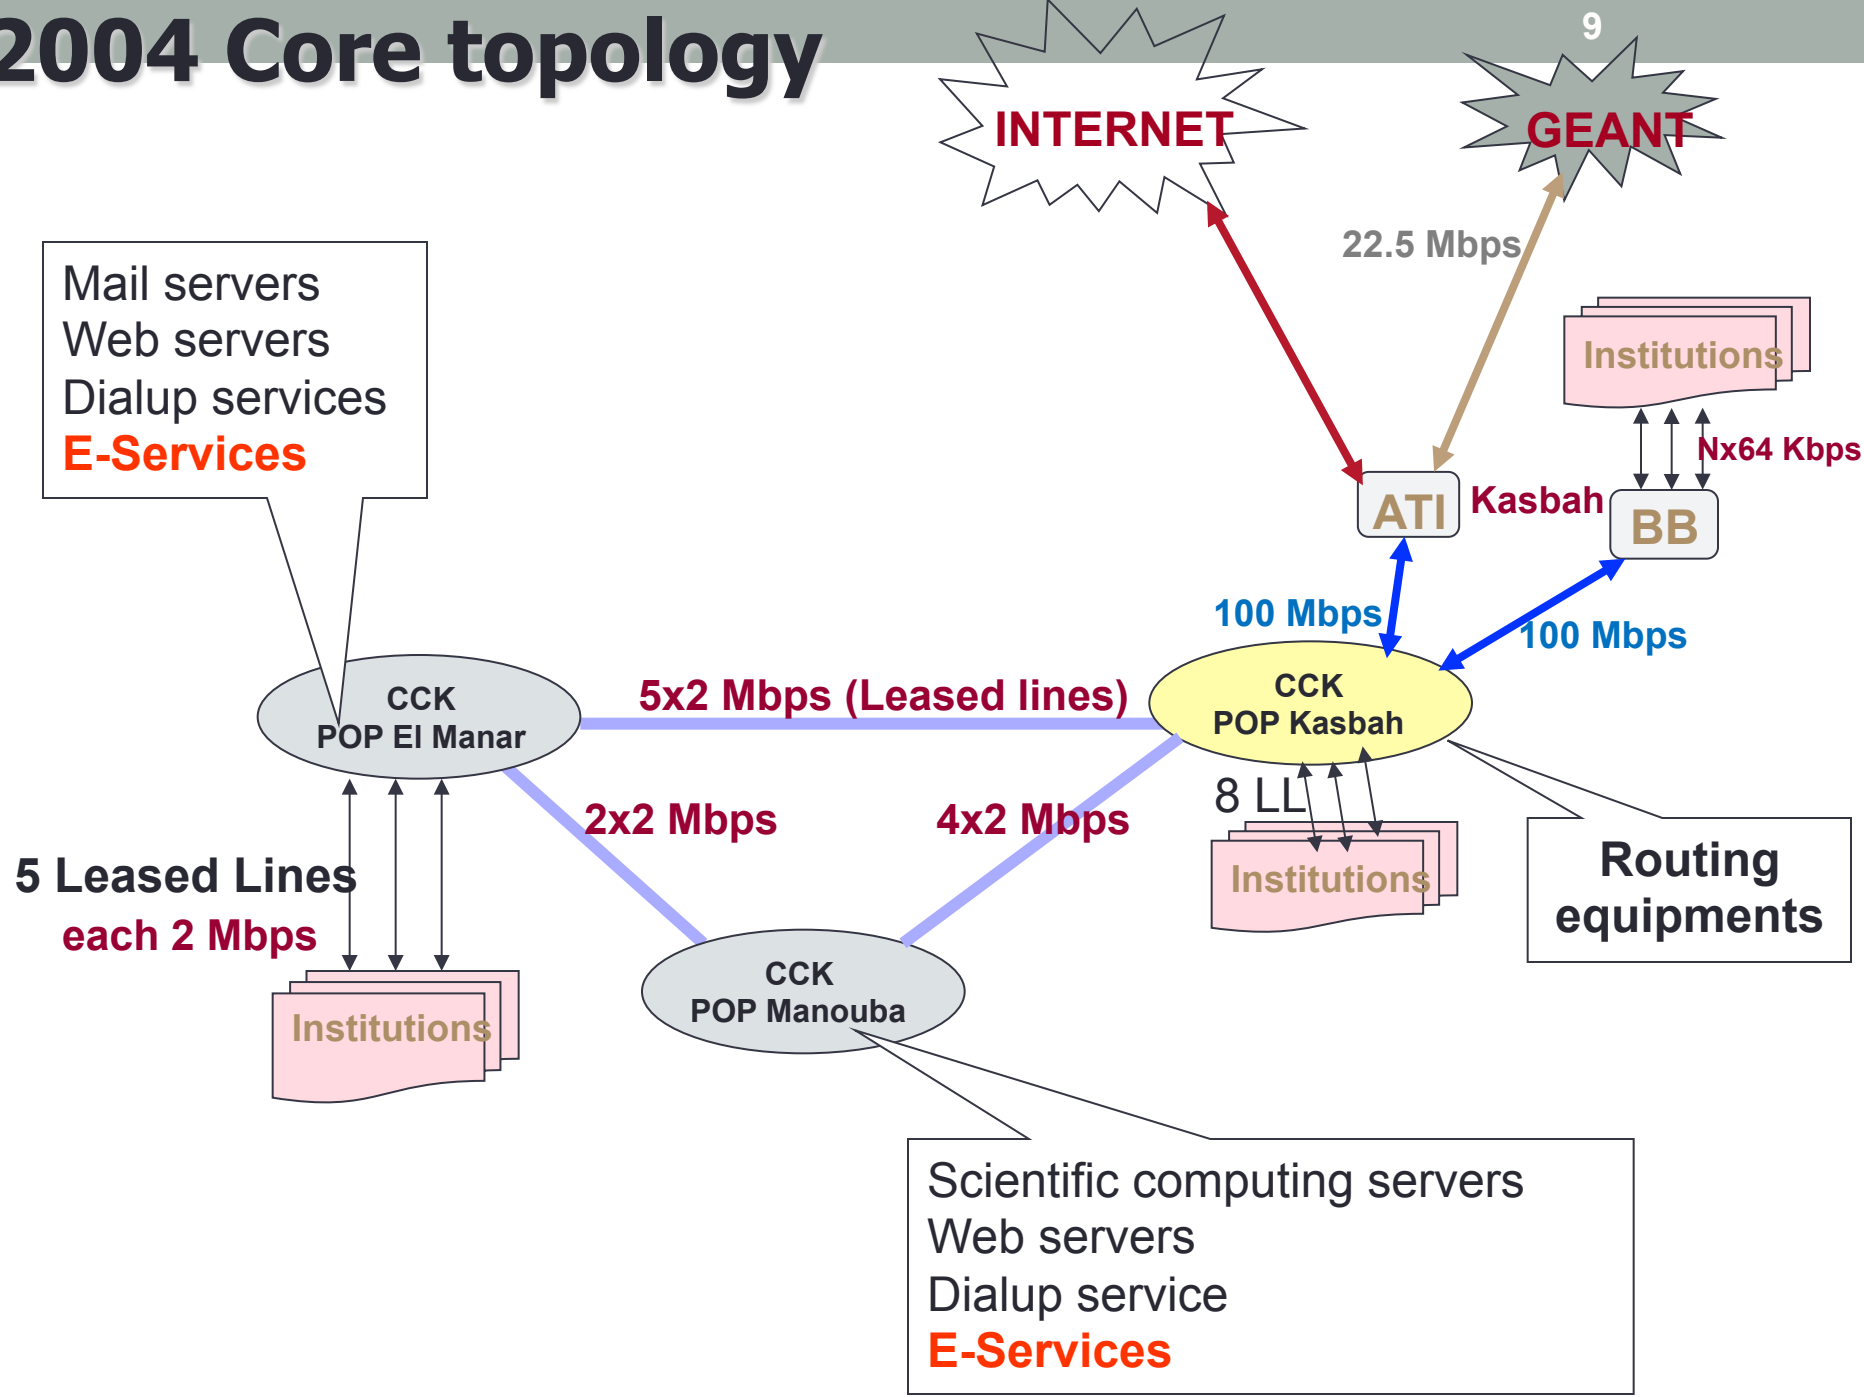 2004 Core topology
9
INTERNET
GEANT
22.5 Mbps
Mail servers
Web servers
Dialup services
E-Services
Institutions
Nx64 Kbps
ATI
Kasbah
BB
100 Mbps
100 Mbps
CCK
POP El Manar
5x2 Mbps (Leased lines)
CCK
POP Kasbah
2x2 Mbps
4x2 Mbps
8 LL
Institutions
Routing
equipments
5 Leased Lines
each 2 Mbps
Institutions
CCK
POP Manouba
Scientific computing servers
Web servers
Dialup service
E-Services